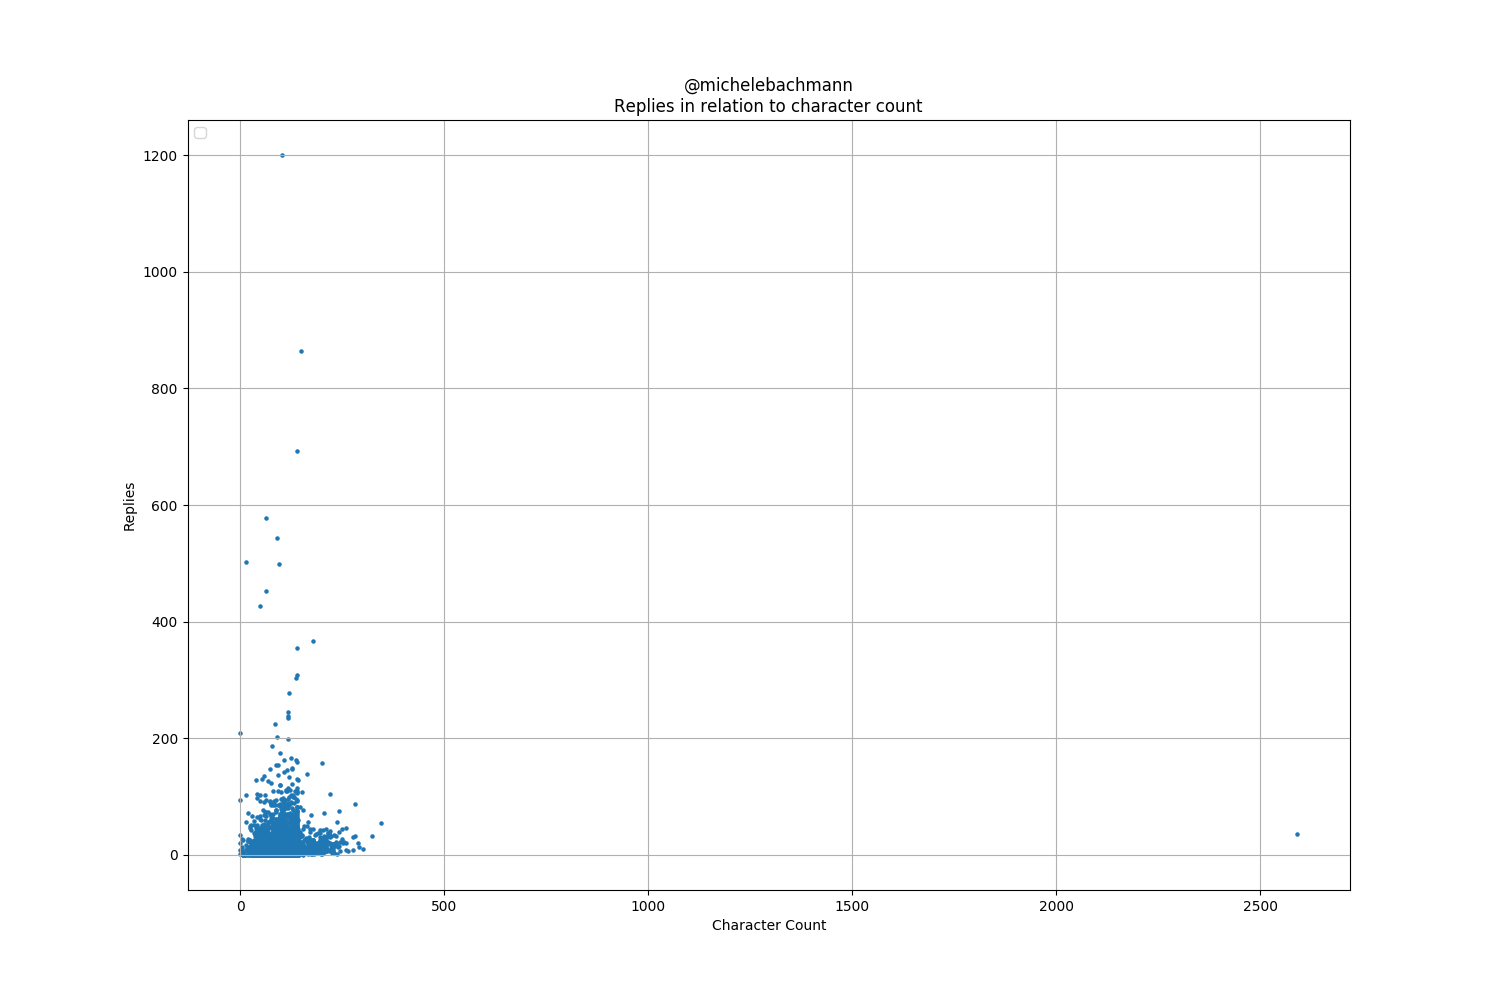 @michelebachmann
Replies in relation to character count
1200
1000
800
600
400
200
0
Replies
0 500 1000 1500 2000 2500
Character Count